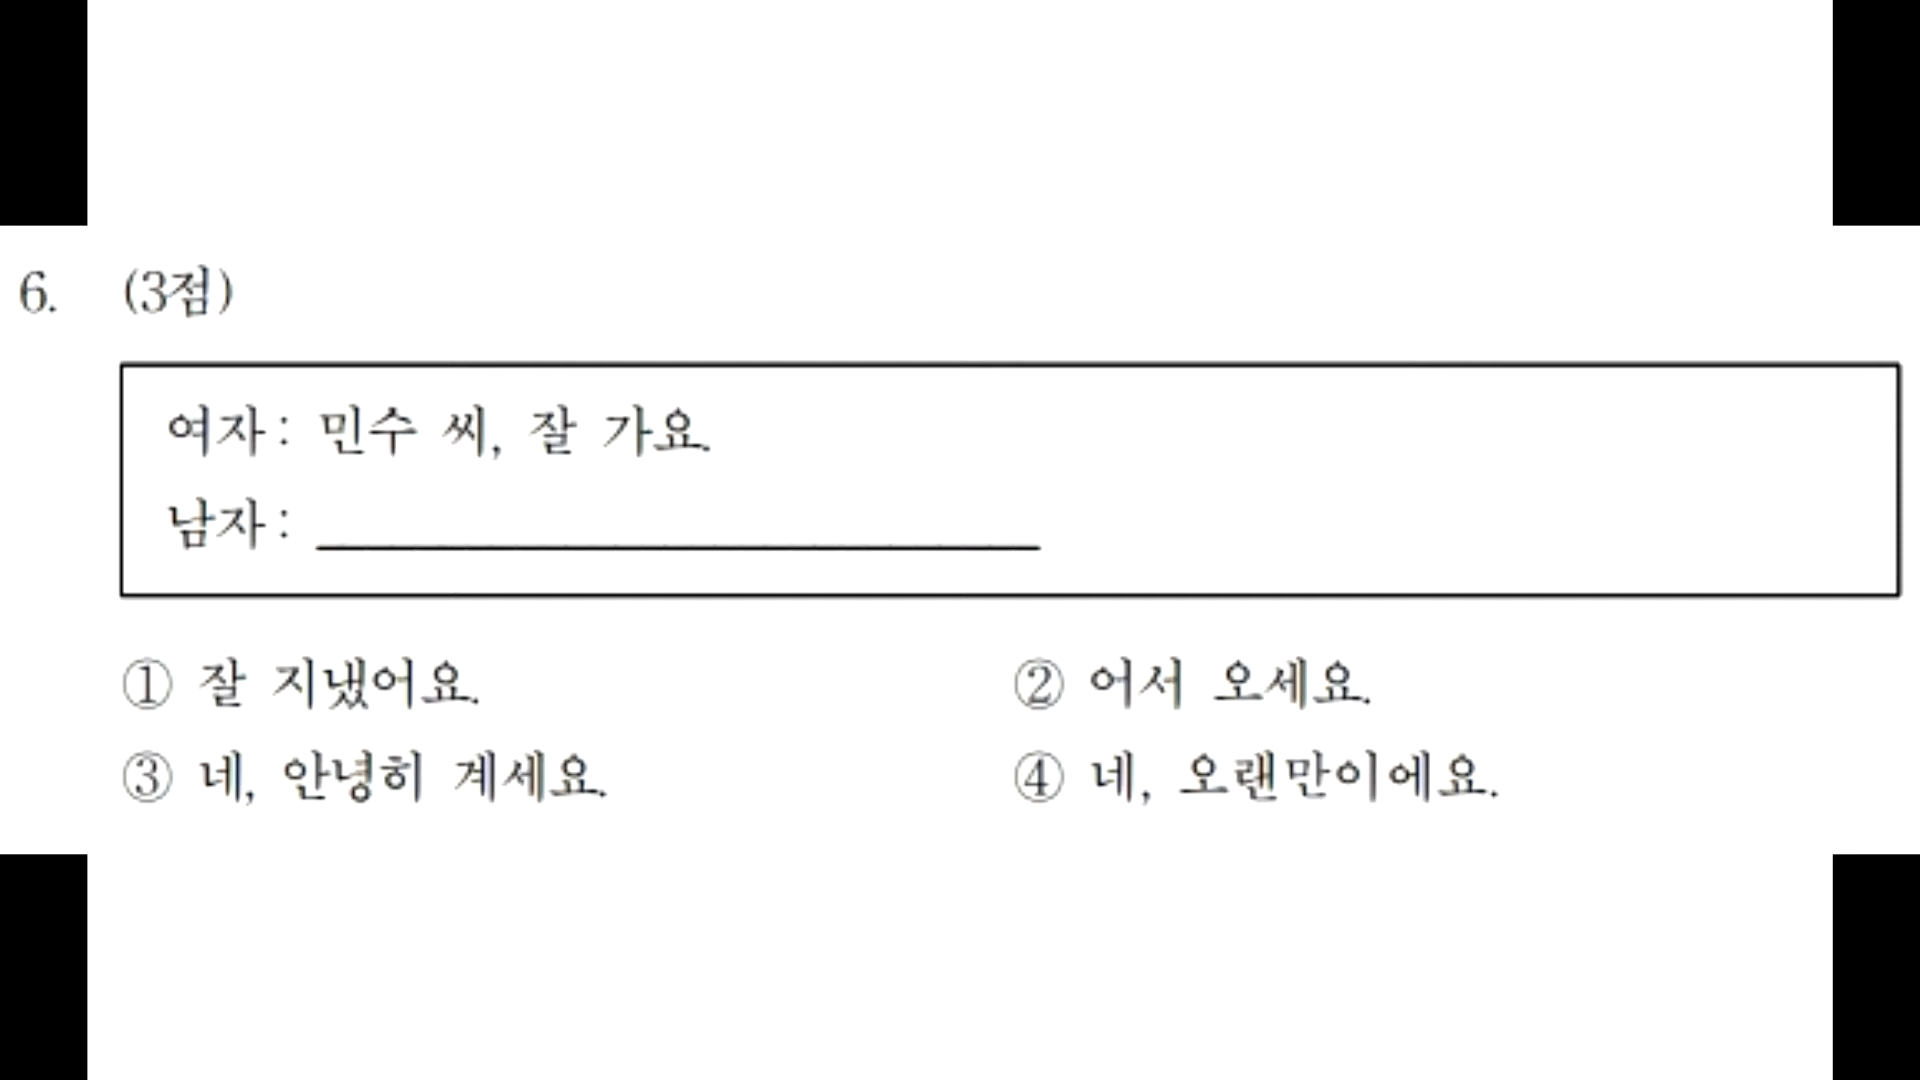 6. (3점)
여자: 민수 씨, 잘 가요.
남자:
① 잘 지냈어요.
② 어서 오세요.
③ 네, 안녕히 계세요.
④ 네, 오랜만이에요.